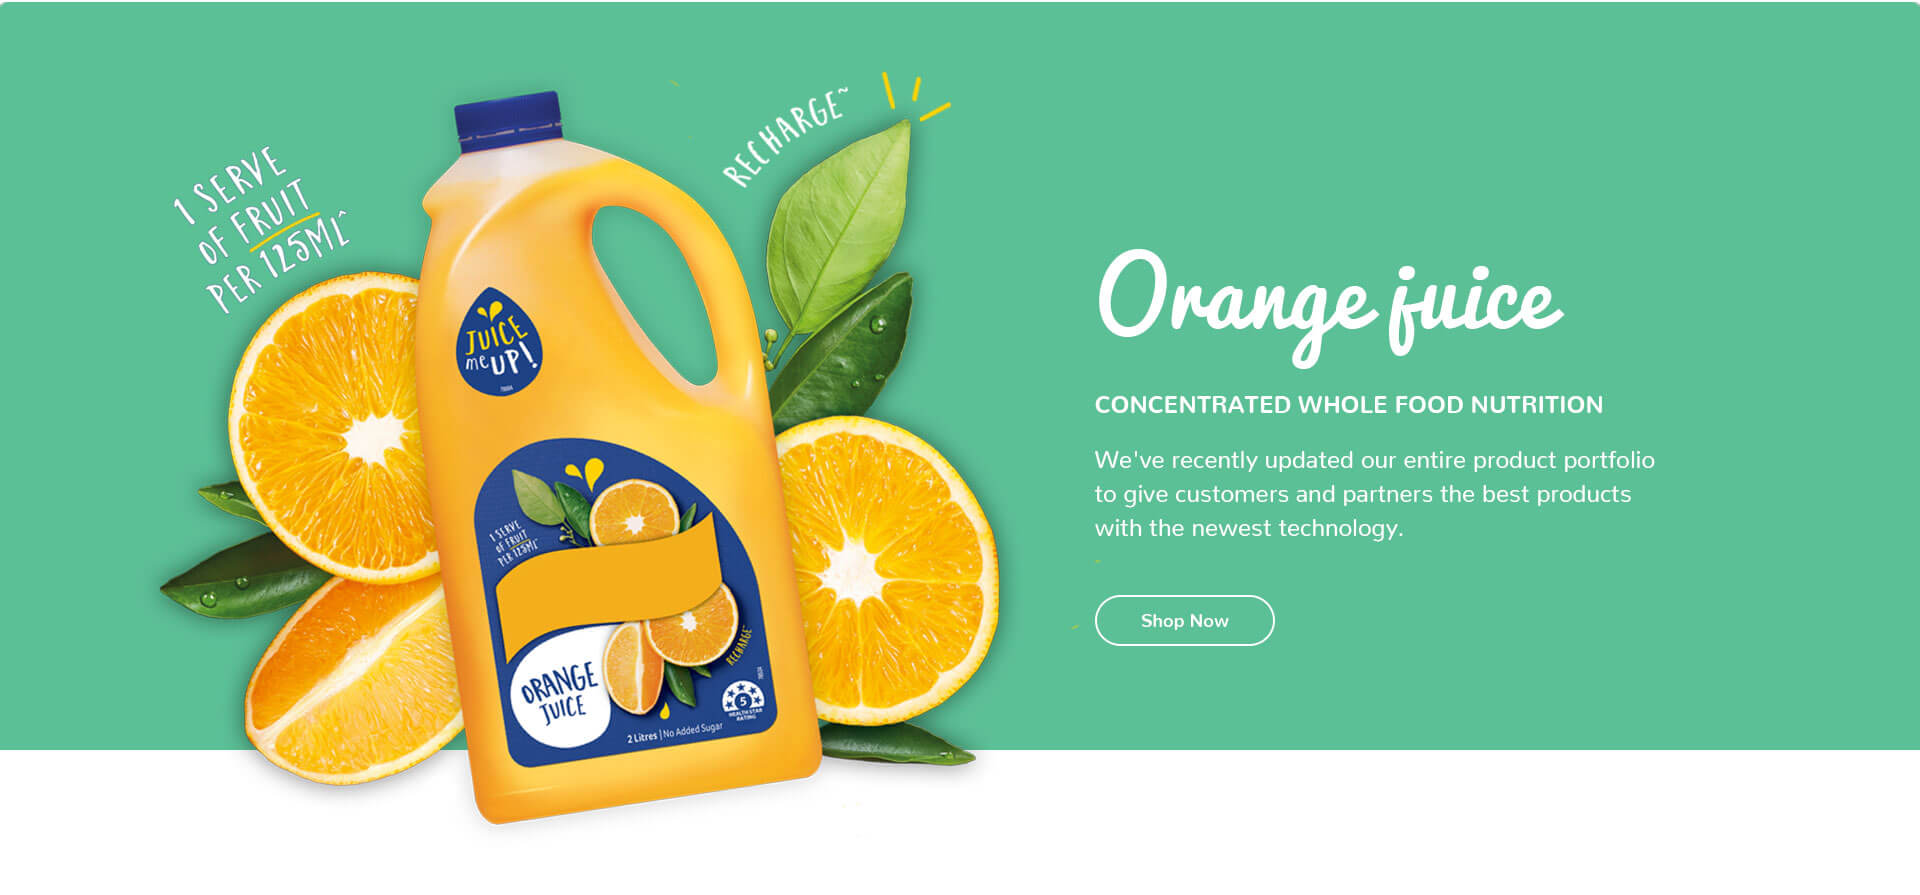 1 SERVE
OF FRUIT
PER 125ML^
RECHARGE~
JUICE
me UP!
1 SERVE
OF FRUIT
PER 125ML^
RECHARGE~
ORANGE
JUICE
5
HEALTH STAR
RATING
2 Litres | No Added Sugar
Orange juice
CONCENTRATED WHOLE FOOD NUTRITION
We've recently updated our entire product portfolio
to give customers and partners the best products
with the newest technology.
Shop Now